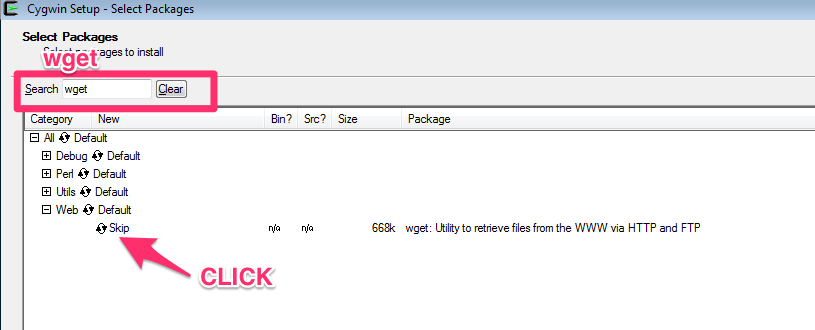 Cygwin Setup - Select Packages
Select Packages
Select packages to install
wget
Search wget Clear
Category New Bin? Src? Size Package
All Default
Debug Default
Perl Default
Utils Default
Web Default
Skip n/a n/a 668k wget: Utility to retrieve files from the WWW via HTTP and FTP
CLICK